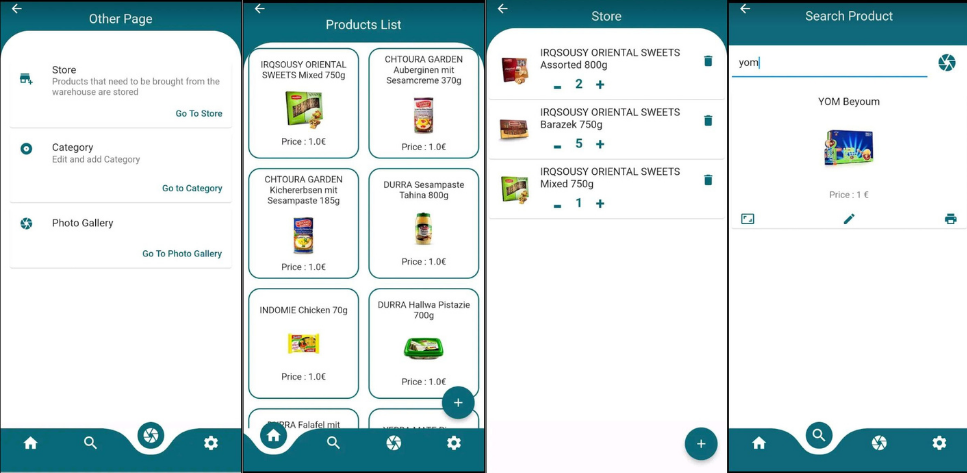 Other Page
Store
Products that need to be brought from the
warehouse are stored
Go To Store
Category
Edit and add Category
Go to Category
Photo Gallery
Go To Photo Gallery
Products List
IRQSOUSY ORIENTAL
SWEETS Mixed 750g
Price : 1.0€
CHTOURA GARDEN
Auberginen mit
Sesamcreme 370g
Price : 1.0€
CHTOURA GARDEN
Kichererbsen mit
Sesampaste 185g
Price : 1.0€
DURRA Sesampaste
Tahina 800g
Price : 1.0€
INDOMIE Chicken 70g
Price : 1.0€
DURRA Hallwa Pistazie
700g
Price : 1.0€
+
Falafel mit
Store
IRQSOUSY ORIENTAL SWEETS
Assorted 800g
- 2 +
IRQSOUSY ORIENTAL SWEETS
Barazek 750g
- 5 +
IRQSOUSY ORIENTAL SWEETS
Mixed 750g
- 1 +
+
Search Product
yom
YOM Beyoum
Price : 1 €